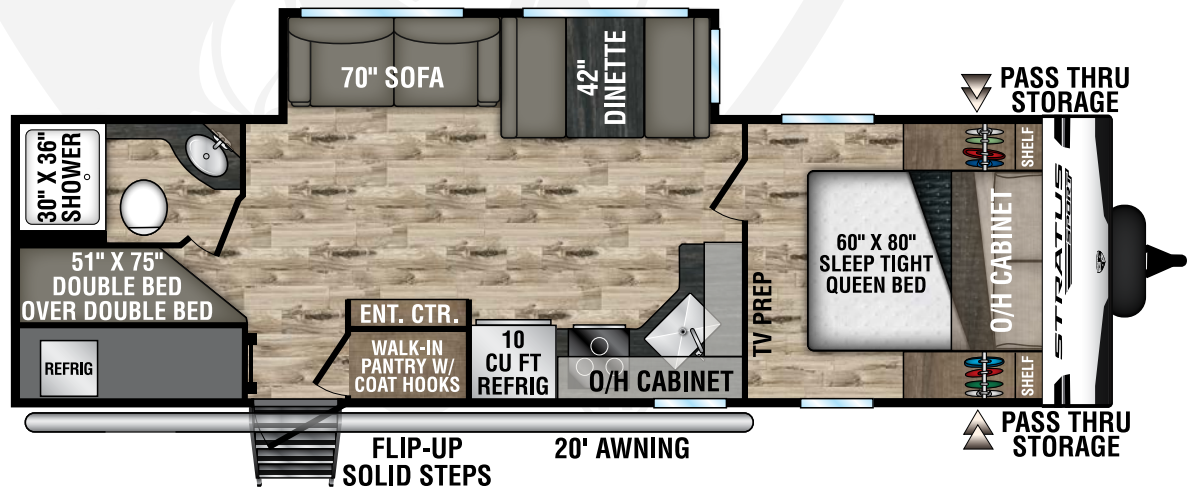 70" SOFA
42"
DINETTE
PASS THRU
STORAGE
30" X 36"
SHOWER
SHELF
51" X 75"
DOUBLE BED
OVER DOUBLE BED
60" X 80"
SLEEP TIGHT
QUEEN BED
O/H CABINET
STRATUS
SPORT
TV PREP
ENT. CTR.
WALK-IN
PANTRY W/
COAT HOOKS
10
CU FT
REFRIG
O/H CABINET
REFRIG
SHELF
PASS THRU
STORAGE
FLIP-UP
SOLID STEPS
20' AWNING